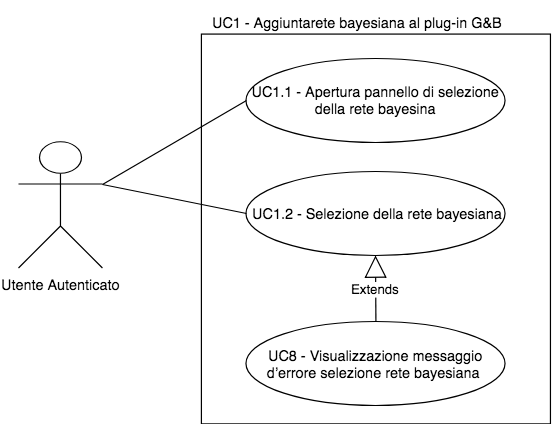 UC1 - Aggiuntarete bayesiana al plug-in G&B
UC1.1 - Apertura pannello di selezione
della rete bayesina
UC1.2 - Selezione della rete bayesiana
Utente Autenticato
Extends
UC8 - Visualizzazione messaggio
d'errore selezione rete bayesiana